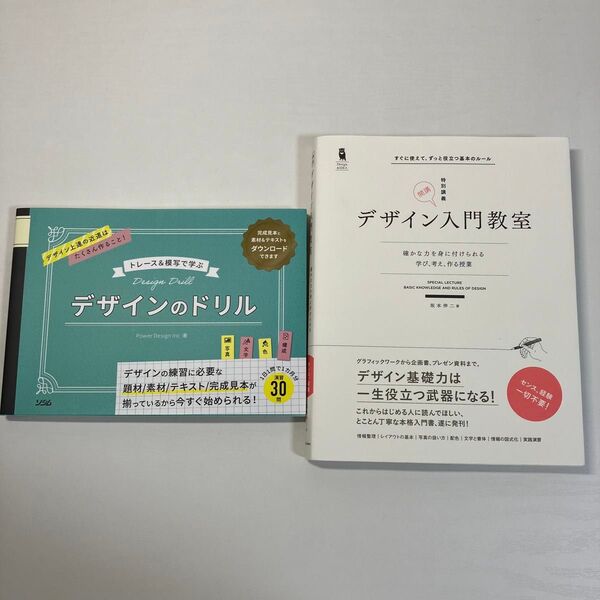 デザイン上達の近道は
たくさん作ること！
完成見本と
素材&テキストも
ダウンロード
できます
トレース&模写で学ぶ
Design Drill
デザインのドリル
Power Design Inc. 著
写真
文字
色
構成
デザインの練習に必要な
題材/素材/テキスト/完成見本が
揃っているから今すぐ始められる！
1日1問で1カ月分
演習
30
問
ソシム
すぐに使えて、ずっと役立つ基本のルール
特別講義
開講
デザイン入門教室
確かな力を身に付けられる
学び、考え、作る授業
SPECIAL LECTURE
BASIC KNOWLEDGE AND RULES OF DESIGN
坂本伸二 著
グラフィックワークから企画書、プレゼン資料まで。
デザイン基礎力は
一生役立つ武器になる！
これからはじめる人に読んでほしい、
とことん丁寧な本格入門書、遂に発刊！
センス、経験
一切不要！
情報整理｜レイアウトの基本｜写真の扱い方｜配色｜文字と書体｜情報の図式化｜実践演習